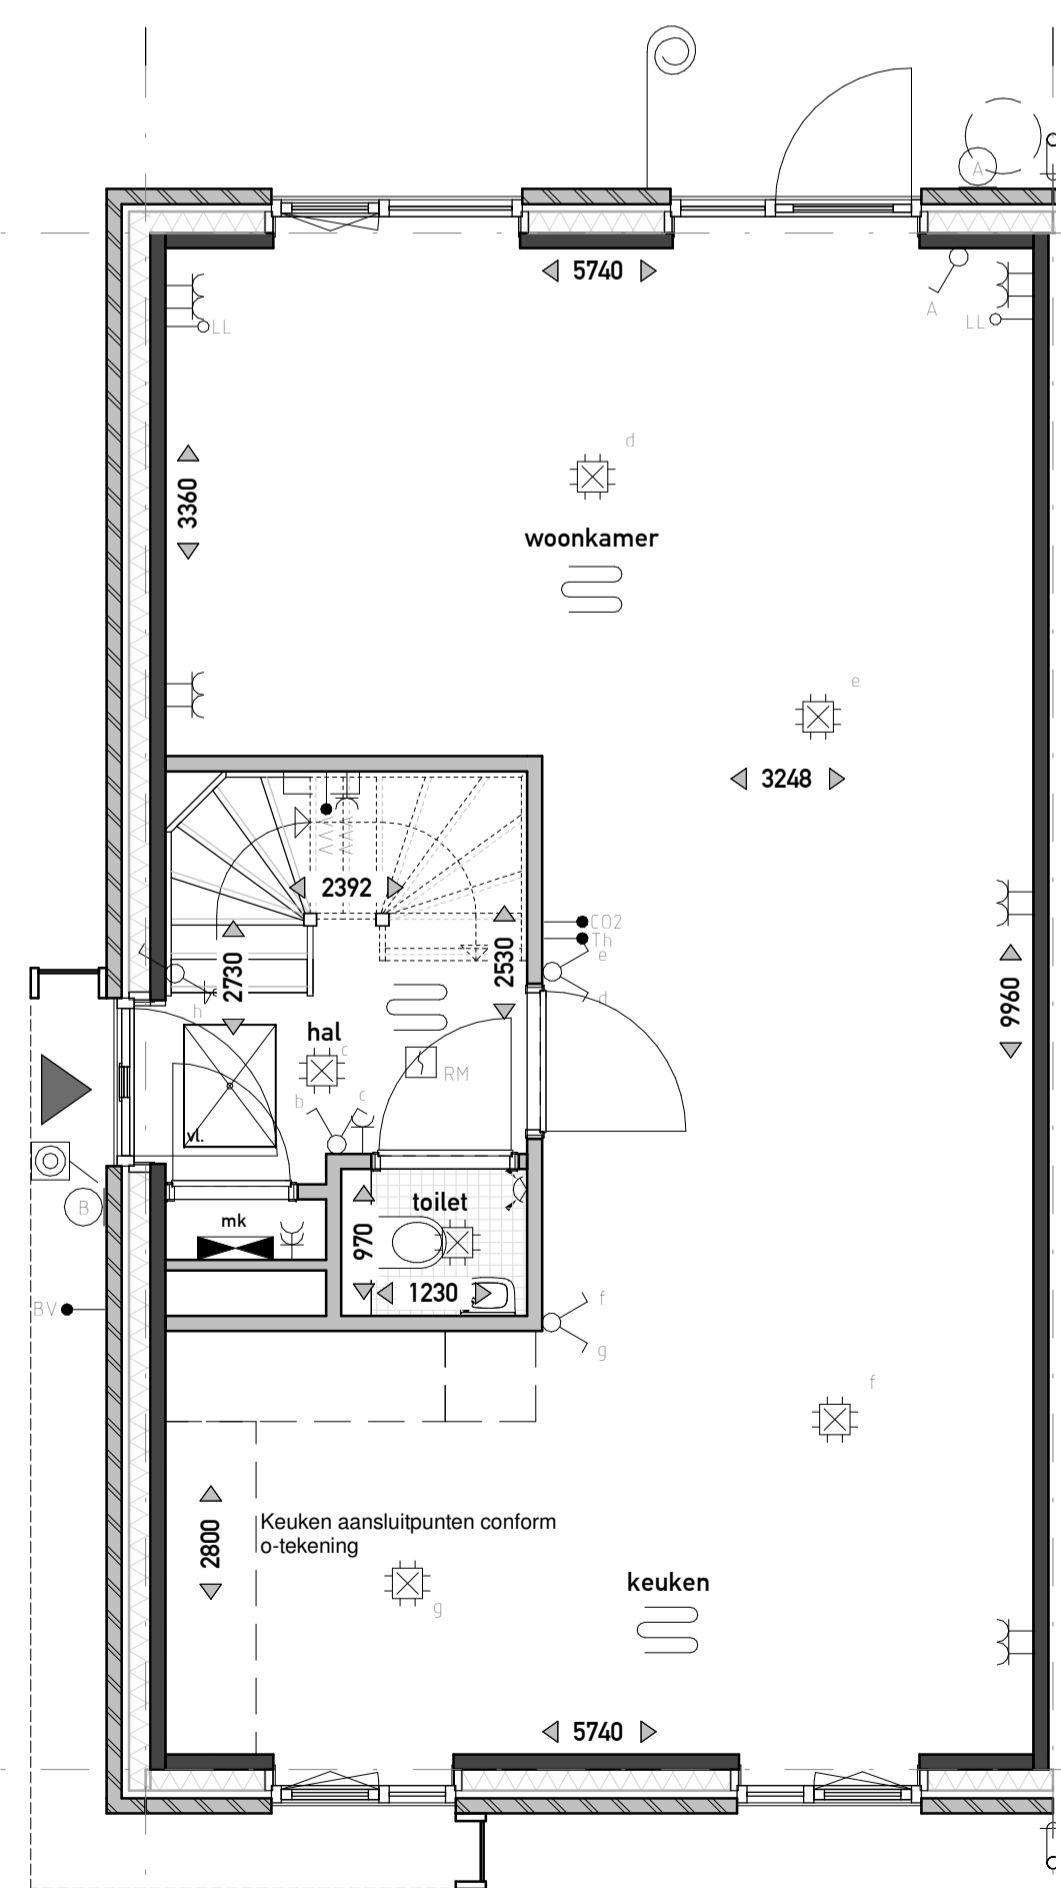 A
5740
LL
A
LL
3360
d
woonkamer
e
3248
2392
2730
2530
CO2
Th
e
d
h
9960
hal
c
RM
b
c
vl.
B
mk
toilet
970
1230
BV
f
g
f
2800
Keuken aansluitpunten conform
o-tekening
g
keuken
5740